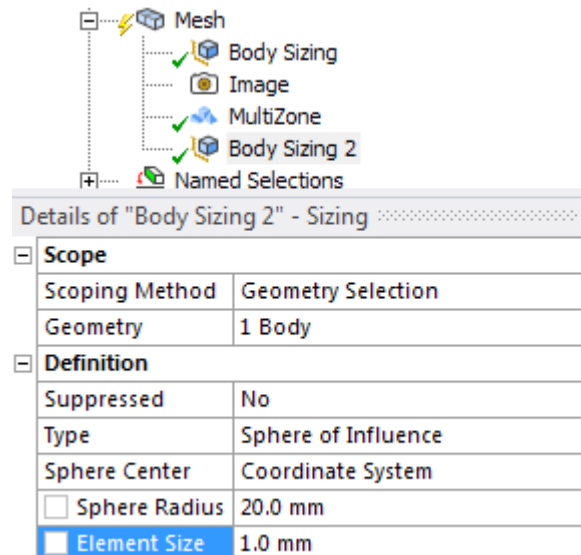 Mesh
Body Sizing
Image
MultiZone
Body Sizing 2
Named Selections
Details of "Body Sizing 2" - Sizing
Scope
Scoping Method Geometry Selection
Geometry 1 Body
Definition
Suppressed No
Type Sphere of Influence
Sphere Center Coordinate System
Sphere Radius 20.0 mm
Element Size 1.0 mm